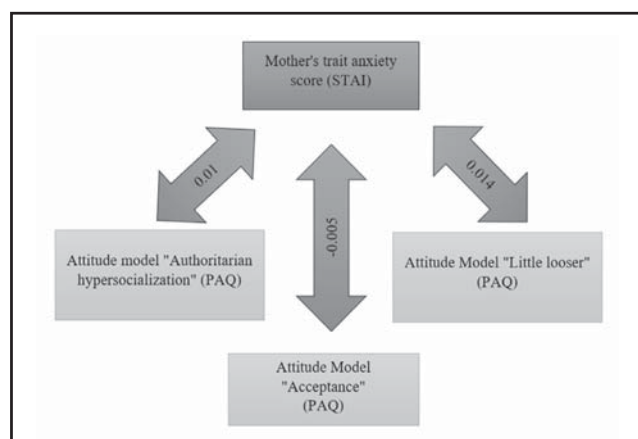 Mother's trait anxiety
score (STAI)
0.01
-0.005
0.014
Attitude model "Authoritarian
hypersocialization" (PAQ)
Attitude Model "Little looser"
(PAQ)
Attitude Model
"Acceptance"
(PAQ)